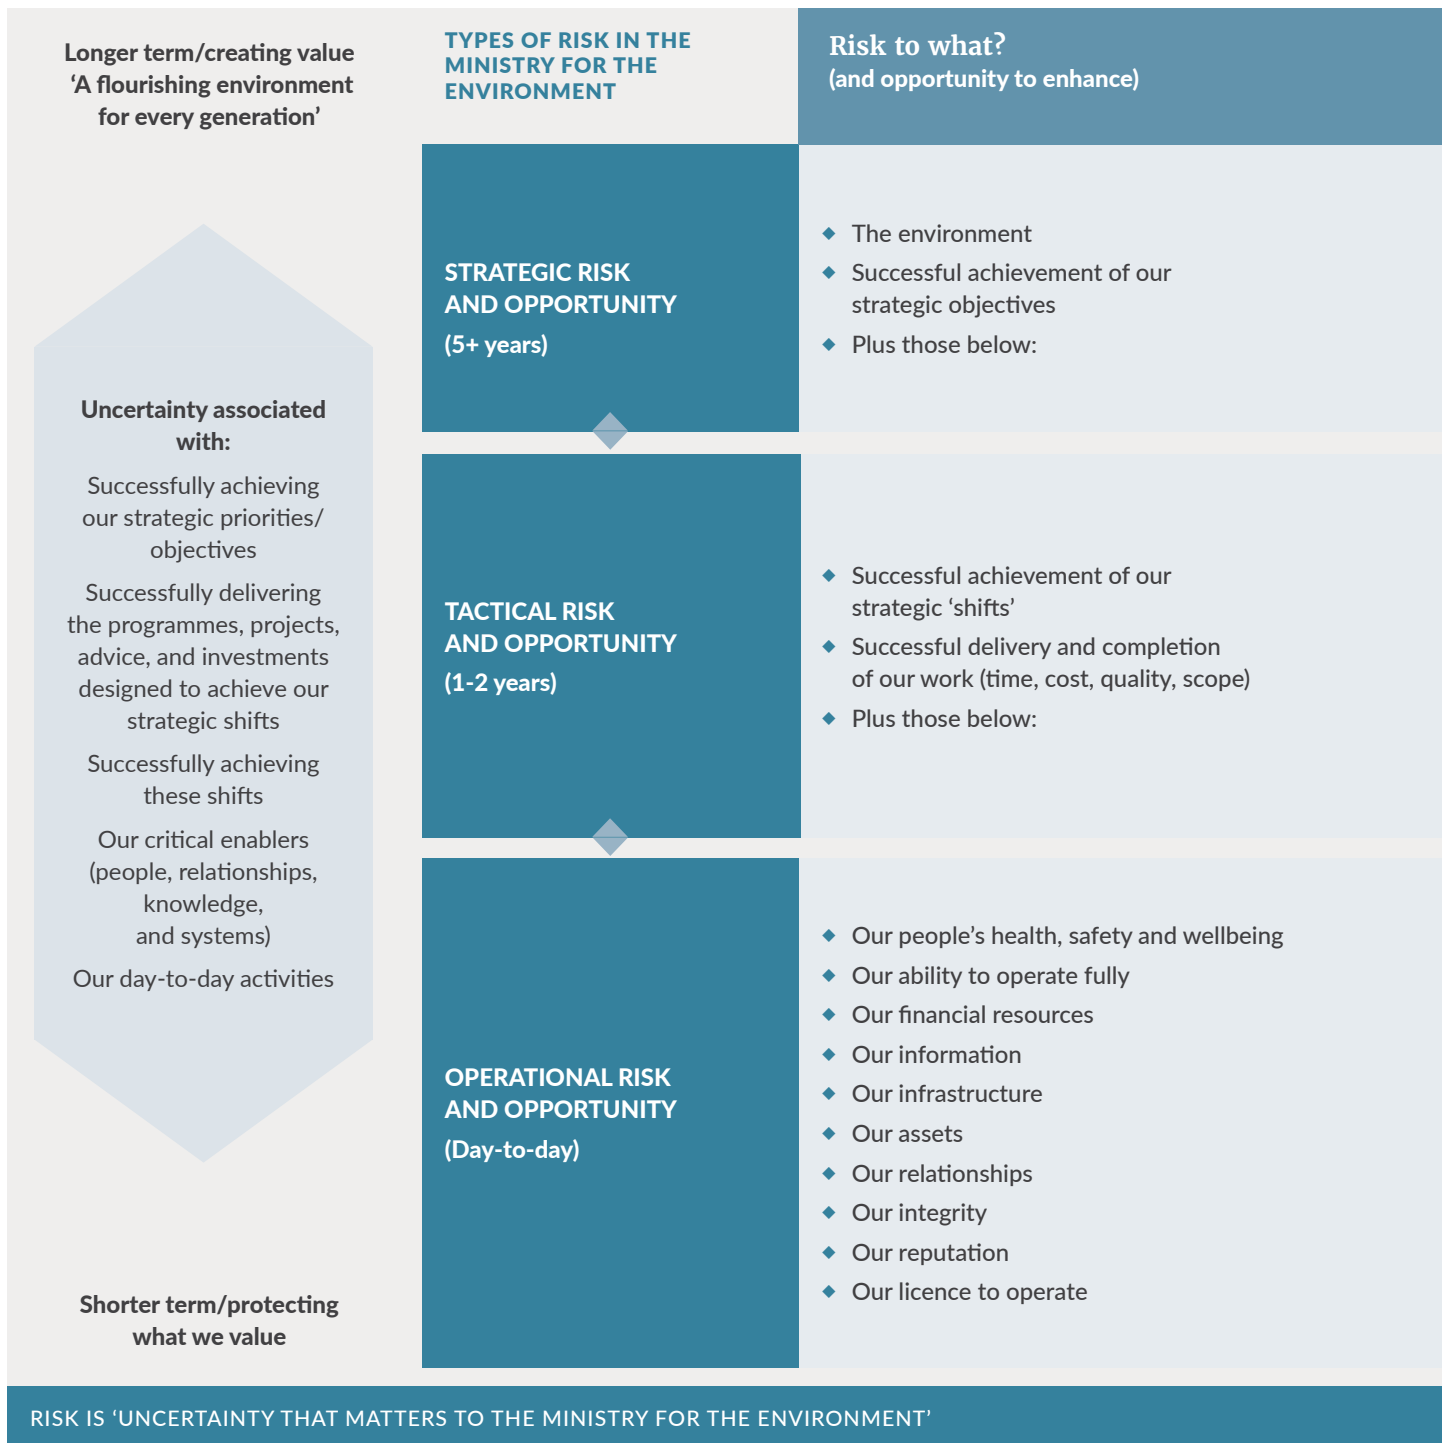 Longer term/creating value
‘A flourishing environment
for every generation’
TYPES OF RISK IN THE
MINISTRY FOR THE
ENVIRONMENT
Risk to what?
(and opportunity to enhance)
Uncertainty associated
with:
Successfully achieving
our strategic priorities/
objectives
Successfully delivering
the programmes, projects,
advice, and investments
designed to achieve our
strategic shifts
Successfully achieving
these shifts
Our critical enablers
(people, relationships,
knowledge,
and systems)
Our day-to-day activities
Shorter term/protecting
what we value
STRATEGIC RISK
AND OPPORTUNITY
(5+ years)
The environment
Successful achievement of our
strategic objectives
Plus those below:
TACTICAL RISK
AND OPPORTUNITY
(1-2 years)
Successful achievement of our
strategic ‘shifts’
Successful delivery and completion
of our work (time, cost, quality, scope)
Plus those below:
OPERATIONAL RISK
AND OPPORTUNITY
(Day-to-day)
Our people’s health, safety and wellbeing
Our ability to operate fully
Our financial resources
Our information
Our infrastructure
Our assets
Our relationships
Our integrity
Our reputation
Our licence to operate
RISK IS ‘UNCERTAINTY THAT MATTERS TO THE MINISTRY FOR THE ENVIRONMENT’